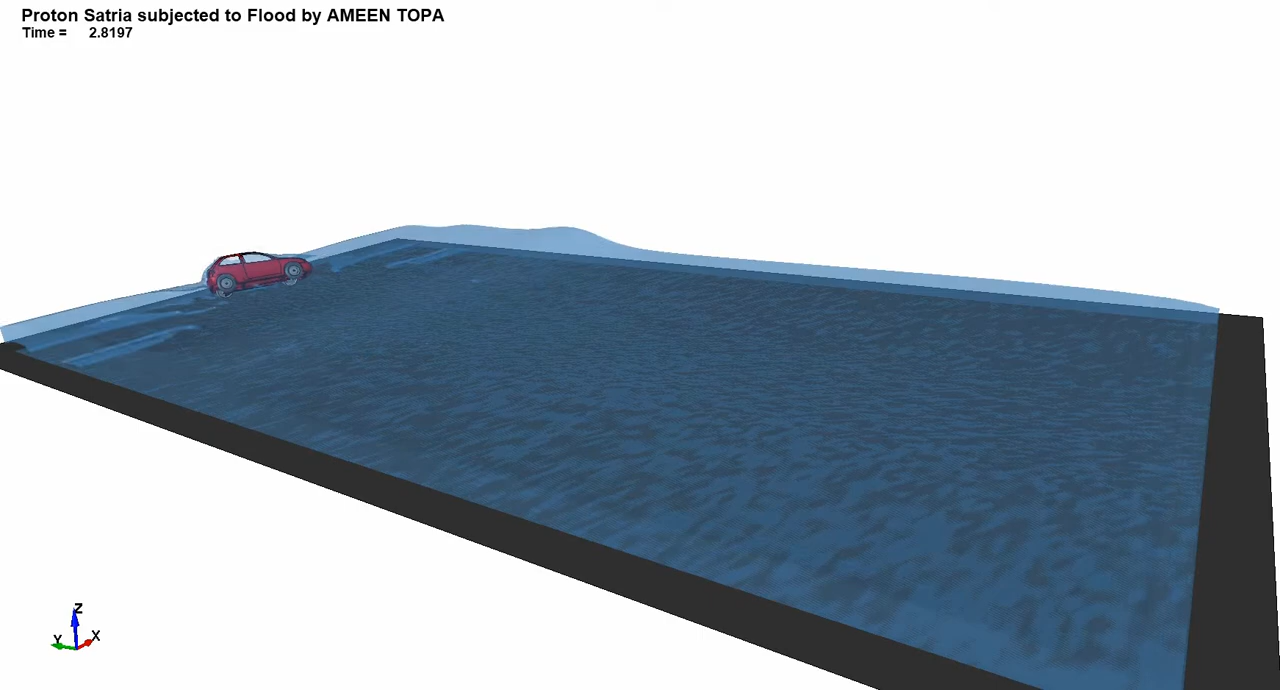 Proton Satria subjected to Flood by AMEEN TOPA
Time = 2.8197
Z
Y X